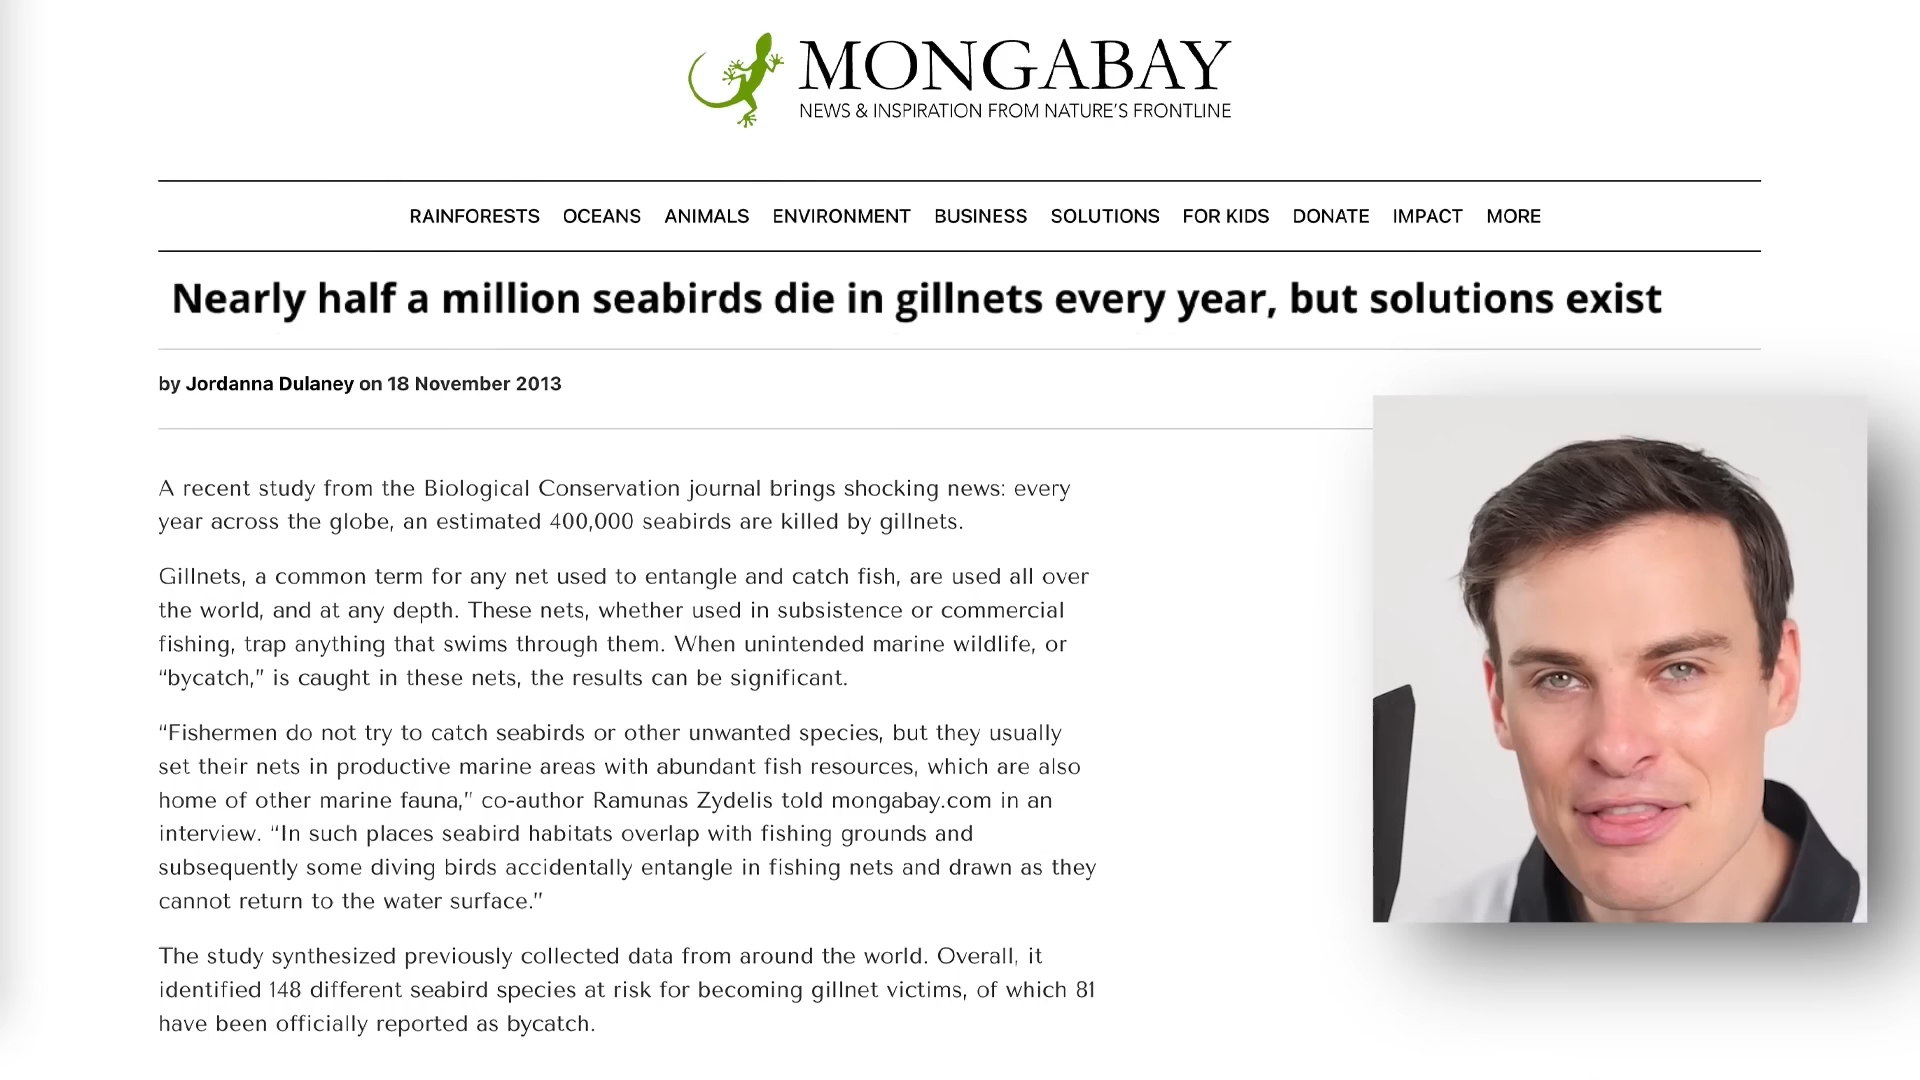 MONGABAY
NEWS & INSPIRATION FROM NATURE'S FRONTLINE
RAINFORESTS OCEANS ANIMALS ENVIRONMENT BUSINESS SOLUTIONS FOR KIDS DONATE IMPACT MORE
Nearly half a million seabirds die in gillnets every year, but solutions exist
by Jordanna Dulaney on 18 November 2013
A recent study from the Biological Conservation journal brings shocking news: every
year across the globe, an estimated 400,000 seabirds are killed by gillnets.
Gillnets, a common term for any net used to entangle and catch fish, are used all over
the world, and at any depth. These nets, whether used in subsistence or commercial
fishing, trap anything that swims through them. When unintended marine wildlife, or
“bycatch,” is caught in these nets, the results can be significant.
“Fishermen do not try to catch seabirds or other unwanted species, but they usually
set their nets in productive marine areas with abundant fish resources, which are also
home of other marine fauna,” co-author Ramunas Zydelis told mongabay.com in an
interview. “In such places seabird habitats overlap with fishing grounds and
subsequently some diving birds accidentally entangle in fishing nets and drawn as they
cannot return to the water surface.”
The study synthesized previously collected data from around the world. Overall, it
identified 148 different seabird species at risk for becoming gillnet victims, of which 81
have been officially reported as bycatch.